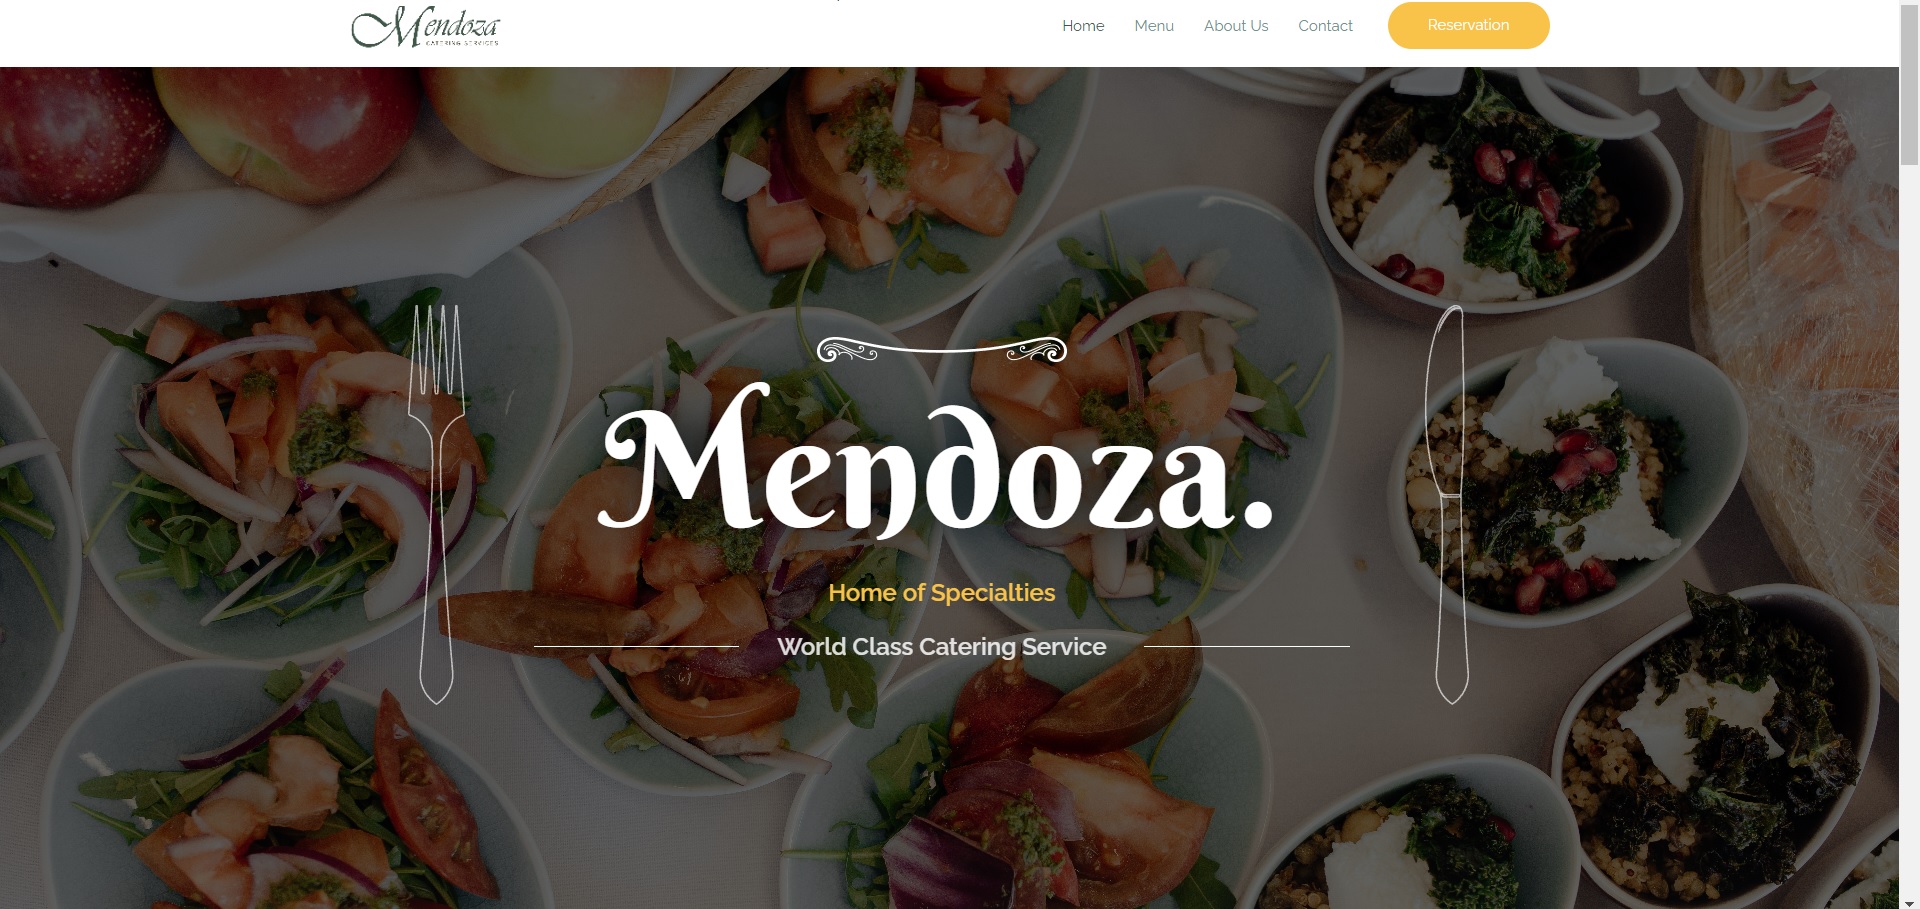 Mendoza
CATERING SERVICES
Home
Menu
About Us
Contact
Reservation
Mendoza.
Home of Specialties
World Class Catering Service